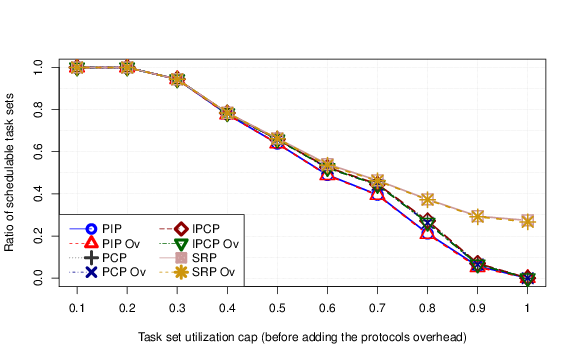 Ratio of schedulable task sets
1.0
0.8
0.6
0.4
0.2
0.0
PIP
PIP Ov
PCP
PCP Ov
IPCP
IPCP Ov
SRP
SRP Ov
0.1 0.2 0.3 0.4 0.5 0.6 0.7 0.8 0.9 1
Task set utilization cap (before adding the protocols overhead)